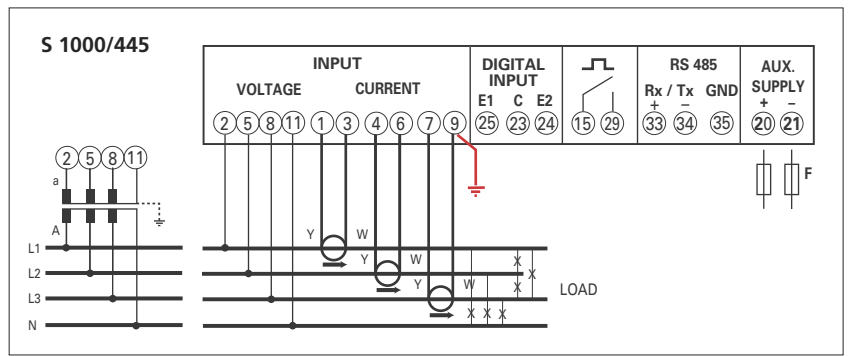 S 1000/445
INPUT
VOLTAGE CURRENT
DIGITAL
INPUT
E1 C E2
RS 485
Rx / Tx GND
+ –
AUX.
SUPPLY
+ –
2 5 8 11 1 3 4 6 7 9 25 23 24 15 29 33 34 35 20 21
F
2 5 8 11
a
A
Y W
L1
Y W
X
L2
X
Y W
X
L3
LOAD
X X X
N